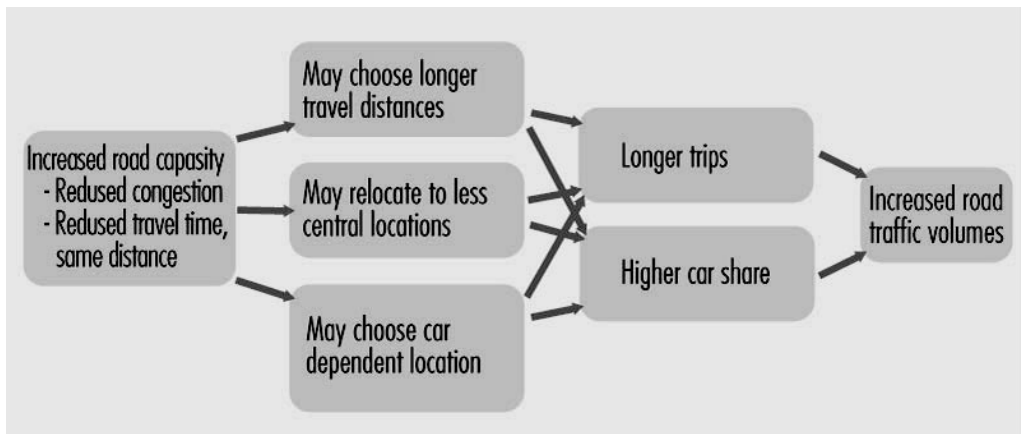 Increased road capasity
- Redused congestion
- Redused travel time,
same distance
May choose longer
travel distances
May relocate to less
central locations
May choose car
dependent location
Longer trips
Higher car share
Increased road
traffic volumes